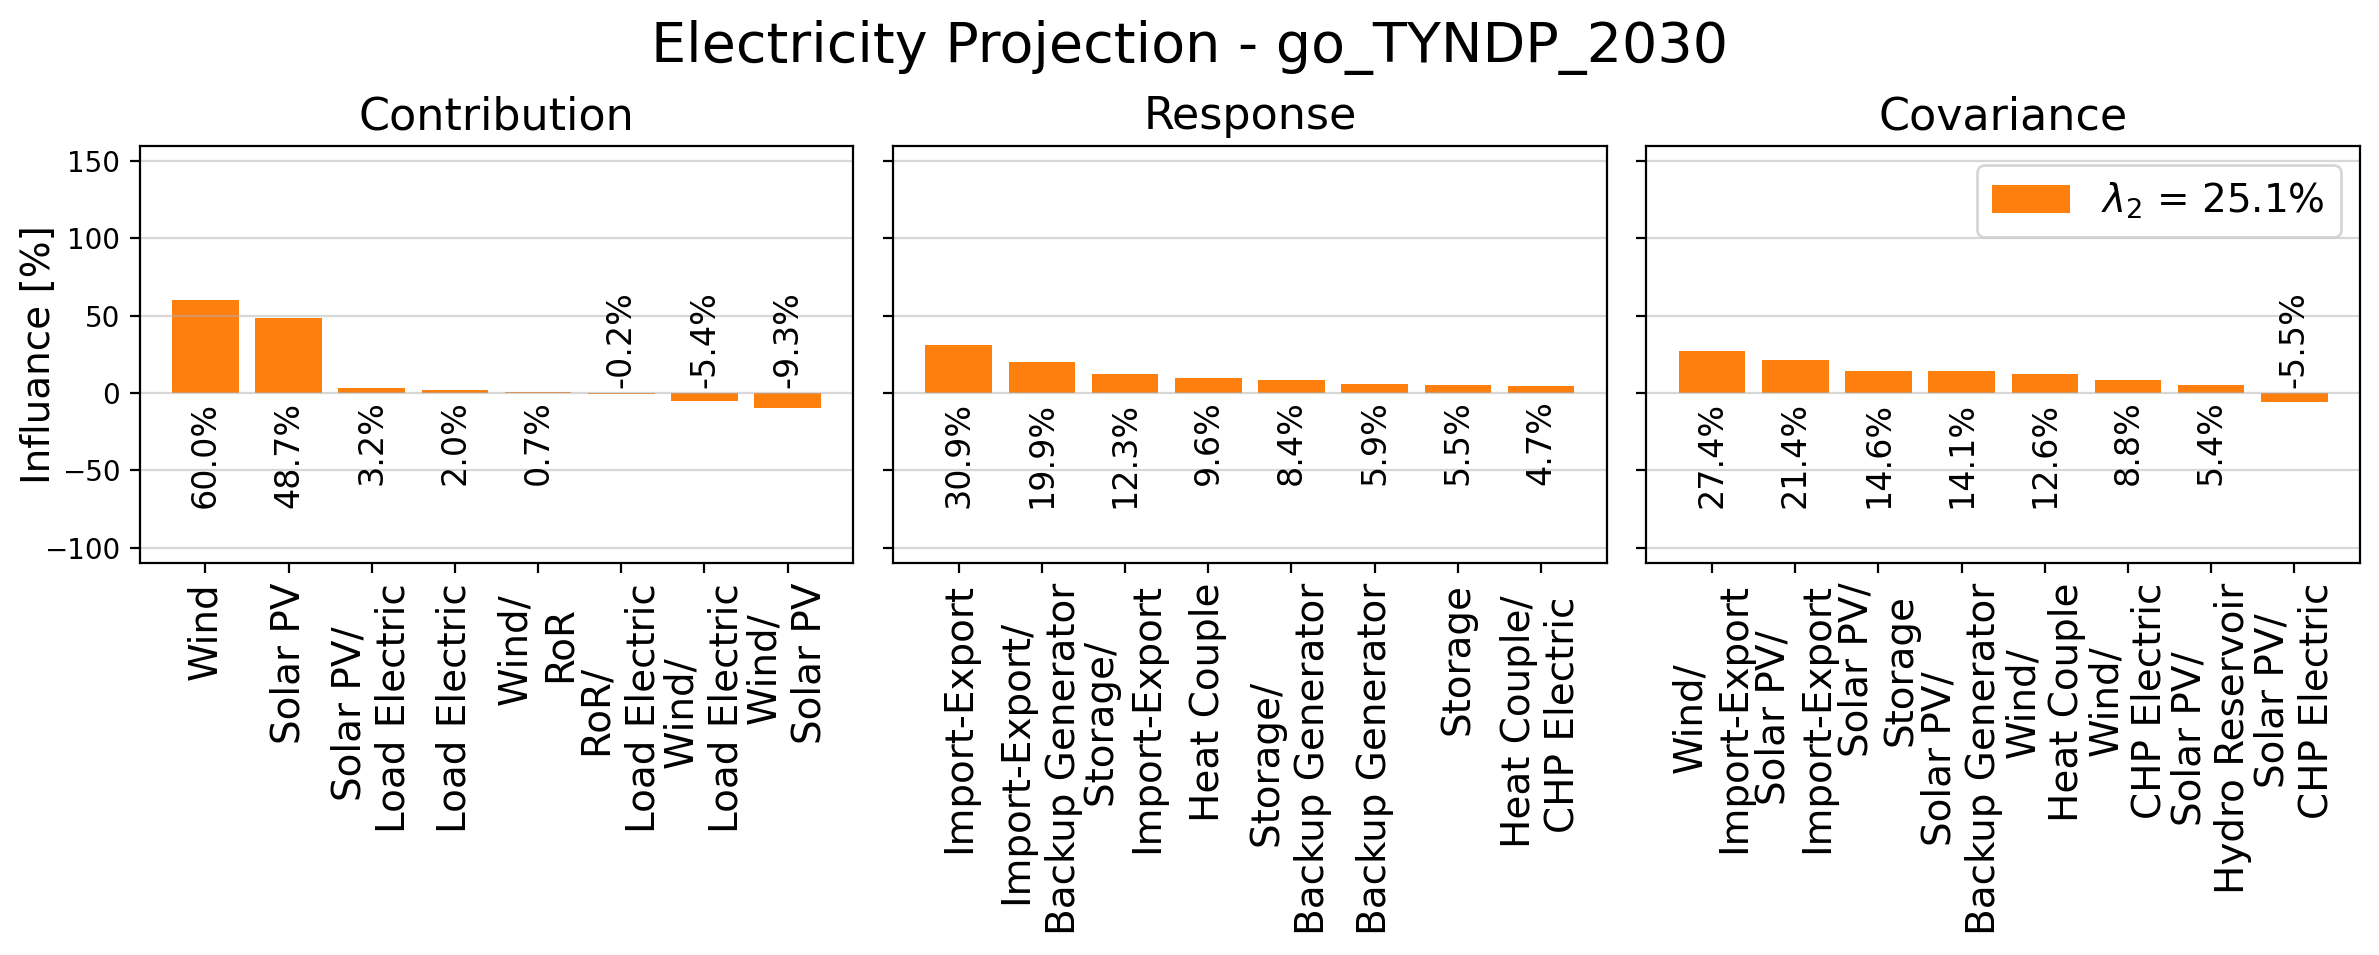 Electricity Projection - go_TYNDP_2030
Contribution
Response
Covariance
Influance [%]
150
100
50
0
−50
−100
60.0%
48.7%
3.2%
2.0%
0.7%
-0.2%
-5.4%
-9.3%
Wind
Solar PV
Solar PV/
Load Electric
Load Electric
Wind/
RoR
RoR/
Load Electric
Wind/
Load Electric
Wind/
Solar PV
30.9%
19.9%
12.3%
9.6%
8.4%
5.9%
5.5%
4.7%
Import-Export
Import-Export/
Backup Generator
Storage/
Import-Export
Heat Couple
Storage/
Backup Generator
Backup Generator
Storage
Heat Couple/
CHP Electric
λ2 = 25.1%
27.4%
21.4%
14.6%
14.1%
12.6%
8.8%
5.4%
-5.5%
Wind/
Import-Export
Solar PV/
Import-Export
Solar PV/
Storage
Solar PV/
Backup Generator
Wind/
Heat Couple
Wind/
CHP Electric
Solar PV/
Hydro Reservoir
Solar PV/
CHP Electric